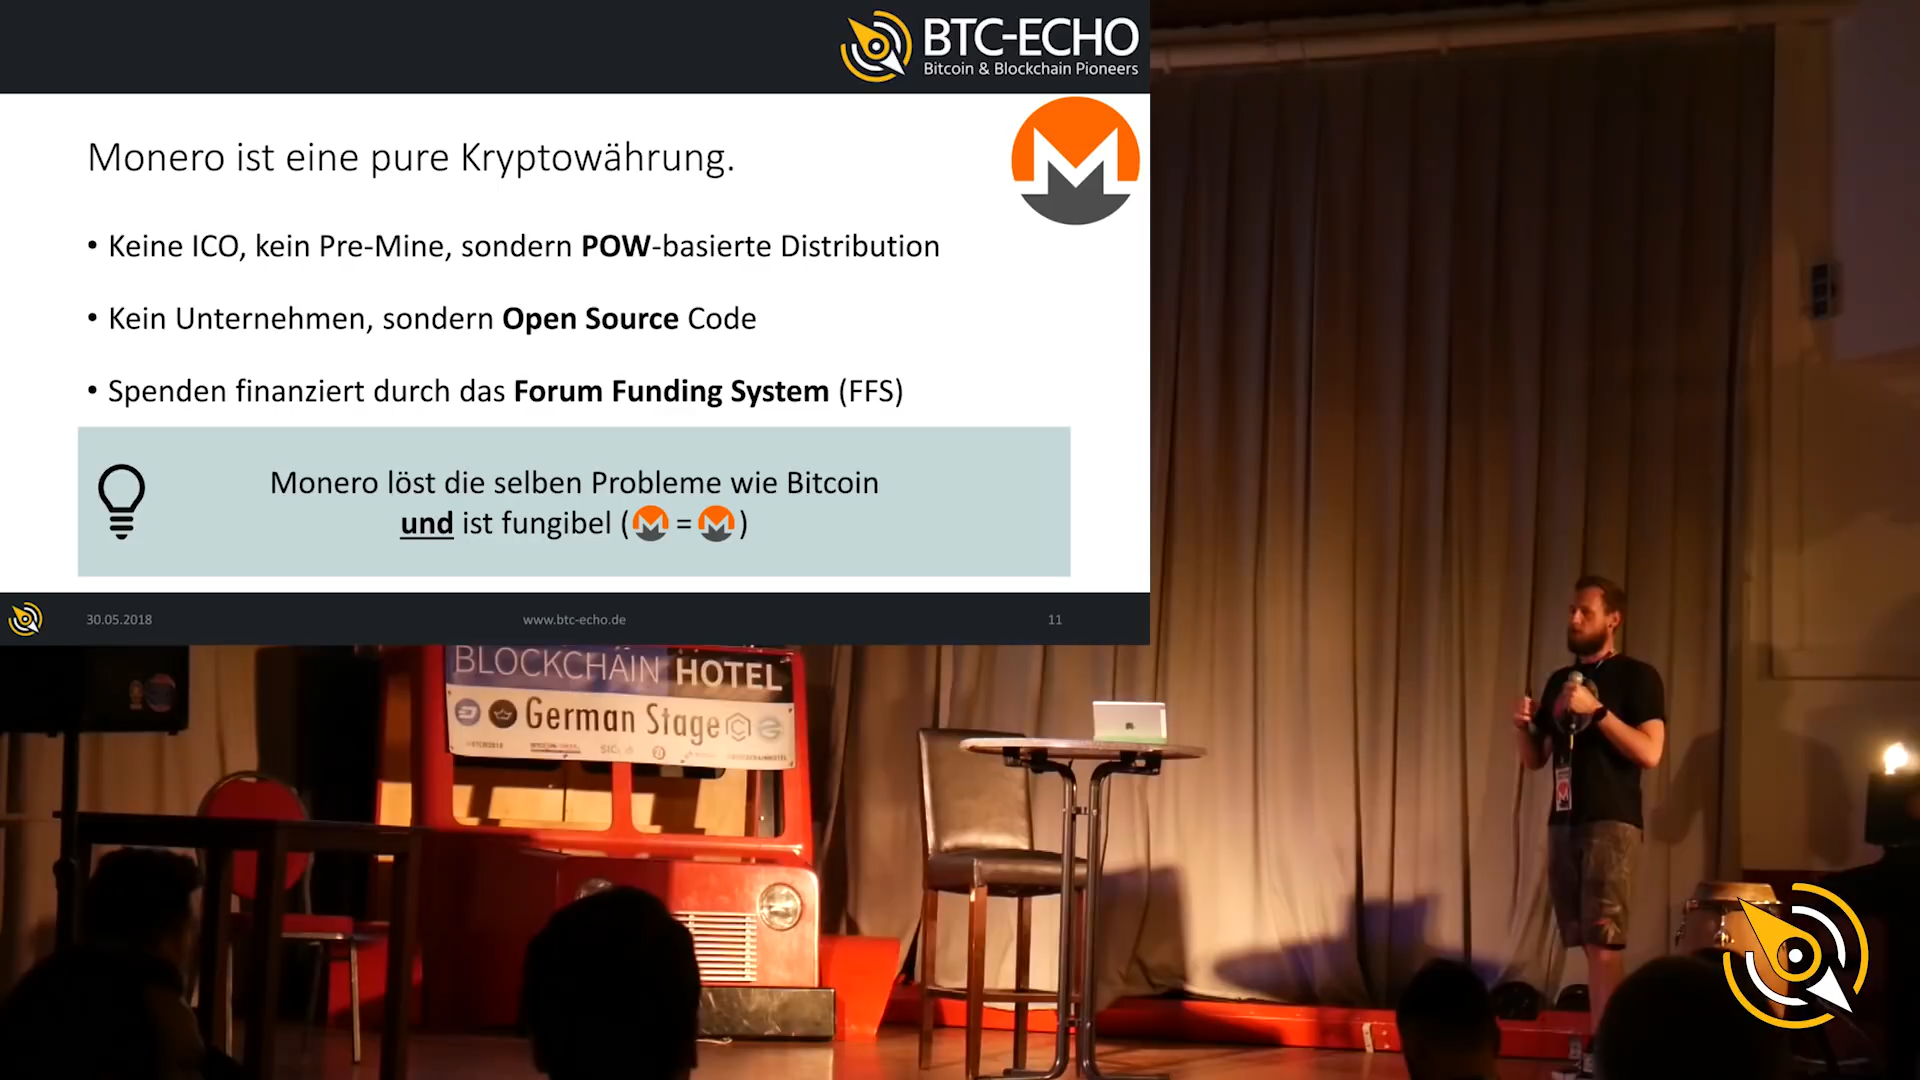 BTC-ECHO
Bitcoin & Blockchain Pioneers
Monero ist eine pure Kryptowährung.
• Keine ICO, kein Pre-Mine, sondern POW-basierte Distribution
• Kein Unternehmen, sondern Open Source Code
• Spenden finanziert durch das Forum Funding System (FFS)
Monero löst die selben Probleme wie Bitcoin
und ist fungibel ( = )
30.05.2018
www.btc-echo.de
11
BLOCKCHAIN HOTEL
German Stage